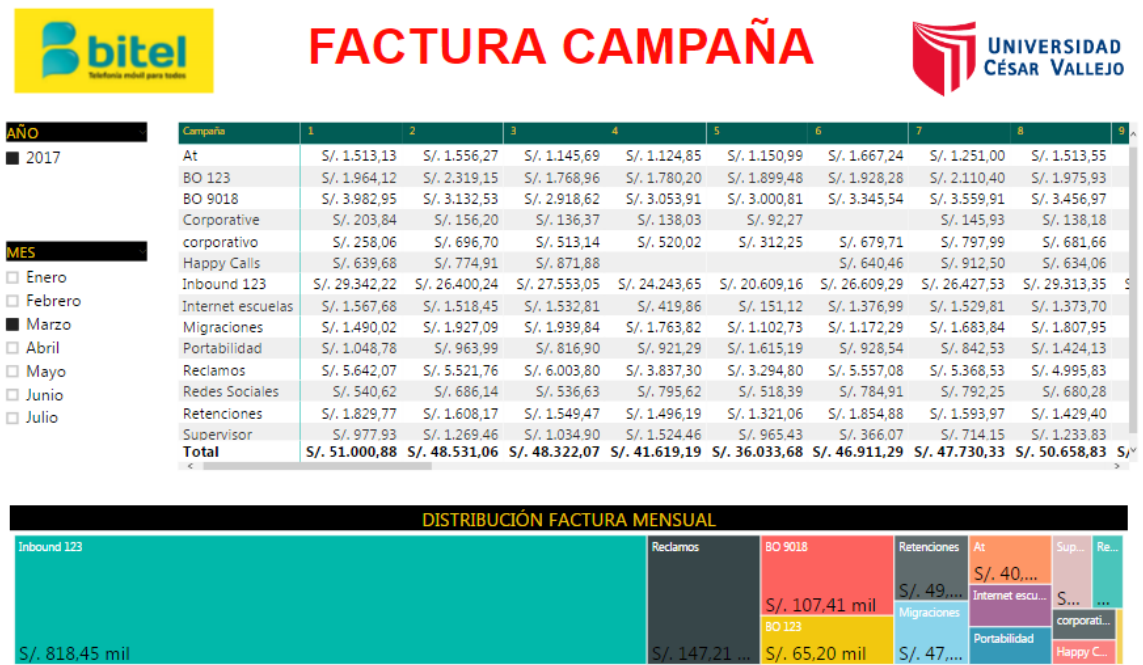 bitel
Telefonía móvil para todos
FACTURA CAMPAÑA
UNIVERSIDAD
CÉSAR VALLEJO
AÑO
2017
MES
Enero
Febrero
Marzo
Abril
Mayo
Junio
Julio
Campaña 1 2 3 4 5 6 7 8 9
At S/. 1.513,13 S/. 1.556,27 S/. 1.145,69 S/. 1.124,85 S/. 1.150,99 S/. 1.667,24 S/. 1.251,00 S/. 1.513,55
BO 123 S/. 1.964,12 S/. 2.319,15 S/. 1.768,96 S/. 1.780,20 S/. 1.899,48 S/. 1.928,28 S/. 2.110,40 S/. 1.975,93
BO 9018 S/. 3.982,95 S/. 3.132,53 S/. 2.918,62 S/. 3.053,91 S/. 3.000,81 S/. 3.345,54 S/. 3.559,91 S/. 3.456,97
Corporative S/. 203,84 S/. 156,20 S/. 136,37 S/. 138,03 S/. 92,27 S/. 145,93 S/. 138,18
corporativo S/. 258,06 S/. 696,70 S/. 513,14 S/. 520,02 S/. 312,25 S/. 679,71 S/. 797,99 S/. 681,66
Happy Calls S/. 639,68 S/. 774,91 S/. 871,88 S/. 640,46 S/. 912,50 S/. 634,06
Inbound 123 S/. 29.342,22 S/. 26.400,24 S/. 27.553,05 S/. 24.243,65 S/. 20.609,16 S/. 26.609,29 S/. 26.427,53 S/. 29.313,35 S
Internet escuelas S/. 1.567,68 S/. 1.518,45 S/. 1.532,81 S/. 419,86 S/. 151,12 S/. 1.376,99 S/. 1.529,81 S/. 1.373,70
Migraciones S/. 1.490,02 S/. 1.927,09 S/. 1.939,84 S/. 1.763,82 S/. 1.102,73 S/. 1.172,29 S/. 1.683,84 S/. 1.807,95
Portabilidad S/. 1.048,78 S/. 963,99 S/. 816,90 S/. 921,29 S/. 1.615,19 S/. 928,54 S/. 842,53 S/. 1.424,13
Reclamos S/. 5.642,07 S/. 5.521,76 S/. 6.003,80 S/. 3.837,30 S/. 3.294,80 S/. 5.557,08 S/. 5.368,53 S/. 4.995,83
Redes Sociales S/. 540,62 S/. 686,14 S/. 536,63 S/. 795,62 S/. 518,39 S/. 784,91 S/. 792,25 S/. 680,28
Retenciones S/. 1.829,77 S/. 1.608,17 S/. 1.549,47 S/. 1.496,19 S/. 1.321,06 S/. 1.854,88 S/. 1.593,97 S/. 1.429,40
Supervisor S/. 977,93 S/. 1.269,46 S/. 1.034,90 S/. 1.524,46 S/. 965,43 S/. 366,07 S/. 714,15 S/. 1.233,83
Total S/. 51.000,88 S/. 48.531,06 S/. 48.322,07 S/. 41.619,19 S/. 36.033,68 S/. 46.911,29 S/. 47.730,33 S/. 50.658,83 S/
DISTRIBUCIÓN FACTURA MENSUAL
Inbound 123
S/. 818,45 mil
Reclamos
S/. 147,21 ...
BO 9018
S/. 107,41 mil
BO 123
S/. 65,20 mil
Retenciones
S/. 49,...
Migraciones
S/. 47,...
At
S/. 40,...
Internet escu...
Portabilidad
Sup...
S...
Re...
...
corporati...
Happy C...